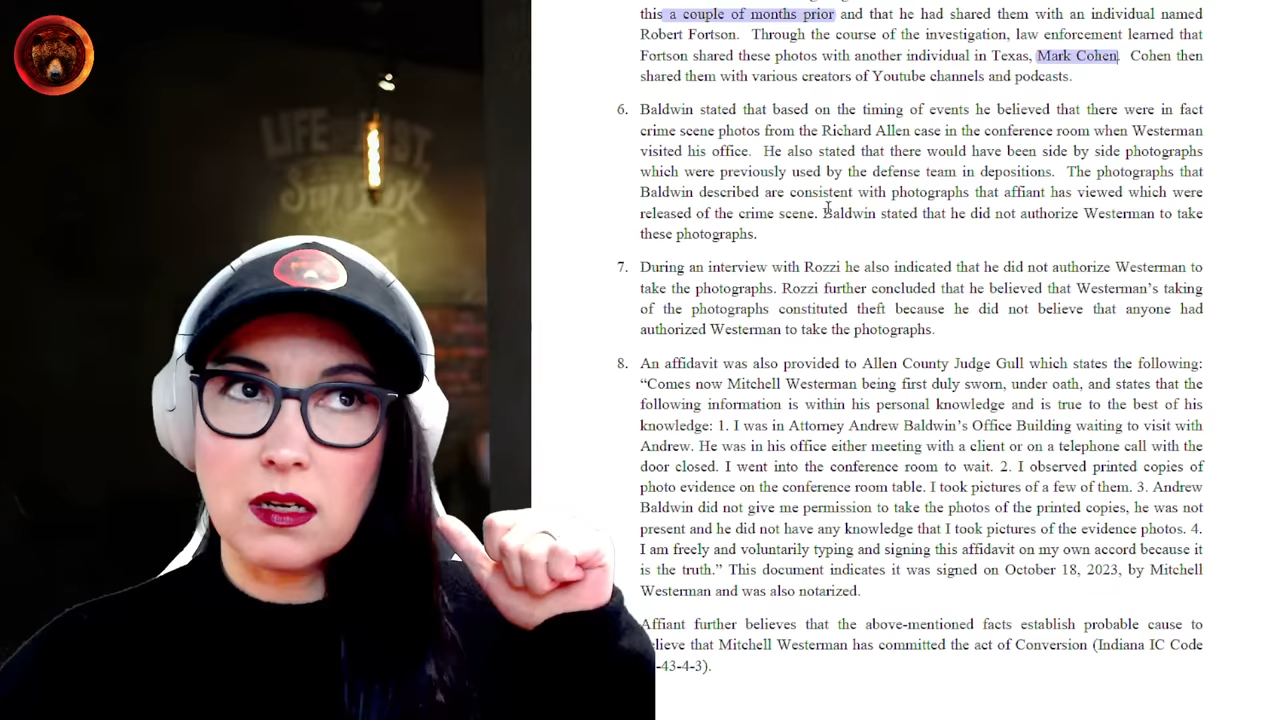 this a couple of months prior and that he had shared them with an individual named
Robert Fortson. Through the course of the investigation, law enforcement learned that
Fortson shared these photos with another individual in Texas, Mark Cohen. Cohen then
shared them with various creators of Youtube channels and podcasts.
6. Baldwin stated that based on the timing of events he believed that there were in fact
crime scene photos from the Richard Allen case in the conference room when Westerman
visited his office. He also stated that there would have been side by side photographs
which were previously used by the defense team in depositions. The photographs that
Baldwin described are consistent with photographs that affiant has viewed which were
released of the crime scene. Baldwin stated that he did not authorize Westerman to take
these photographs.
7. During an interview with Rozzi he also indicated that he did not authorize Westerman to
take the photographs. Rozzi further concluded that he believed that Westerman's taking
of the photographs constituted theft because he did not believe that anyone had
authorized Westerman to take the photographs.
8. An affidavit was also provided to Allen County Judge Gull which states the following:
“Comes now Mitchell Westerman being first duly sworn, under oath, and states that the
following information is within his personal knowledge and is true to the best of his
knowledge: 1. I was in Attorney Andrew Baldwin's Office Building waiting to visit with
Andrew. He was in his office either meeting with a client or on a telephone call with the
door closed. I went into the conference room to wait. 2. I observed printed copies of
photo evidence on the conference room table. I took pictures of a few of them. 3. Andrew
Baldwin did not give me permission to take the photos of the printed copies, he was not
present and he did not have any knowledge that I took pictures of the evidence photos. 4.
I am freely and voluntarily typing and signing this affidavit on my own accord because it
is the truth.” This document indicates it was signed on October 18, 2023, by Mitchell
Westerman and was also notarized.
Affiant further believes that the above-mentioned facts establish probable cause to
lieve that Mitchell Westerman has committed the act of Conversion (Indiana IC Code
-43-4-3).
LIFE